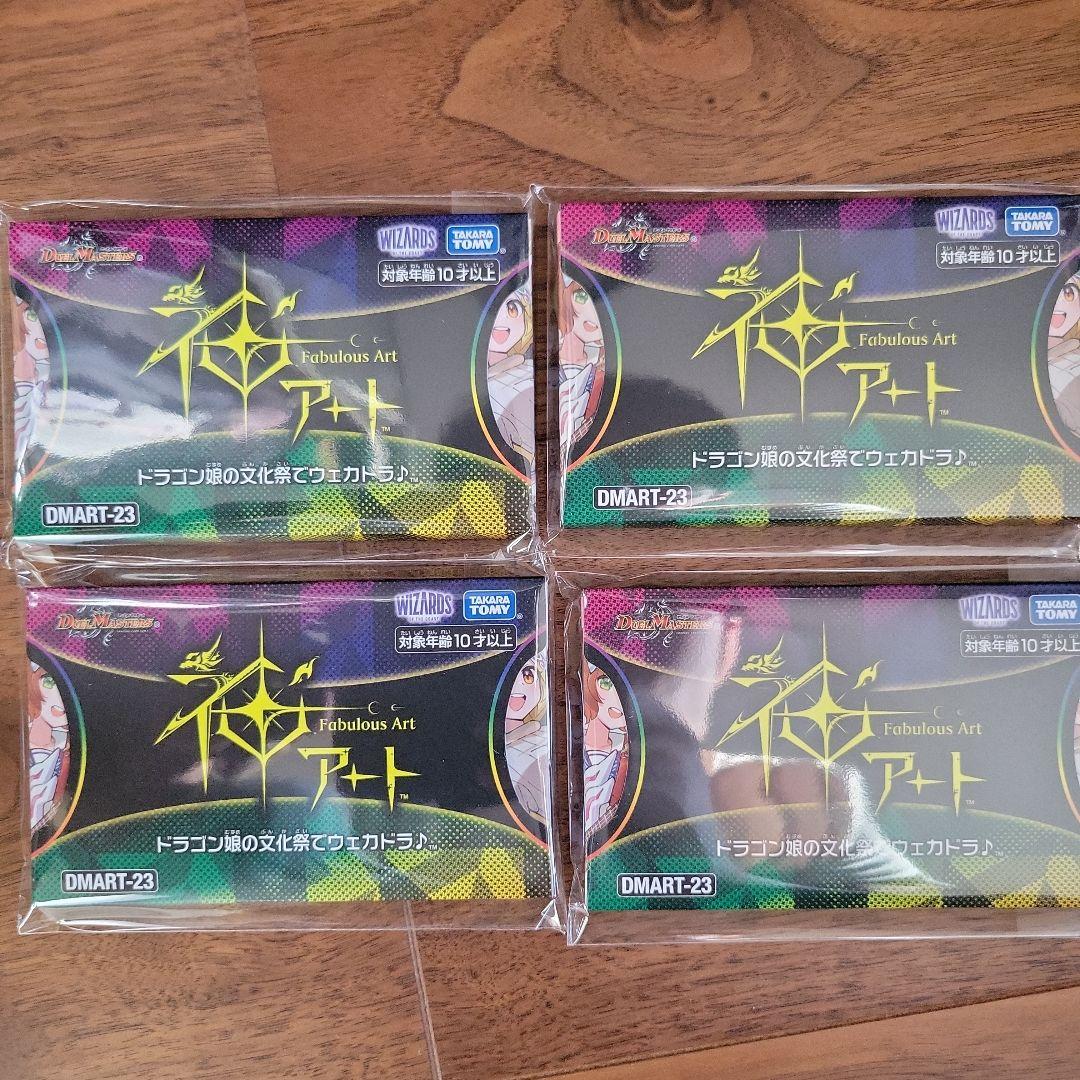 DUEL MASTERS
WIZARDS
TAKARA TOMY
対象年齢10才以上
神アート
Fabulous Art
ドラゴン娘の文化祭でウェカドラ♪™
DMART-23
DUEL MASTERS
WIZARDS
TAKARA TOMY
対象年齢10才以上
神アート
Fabulous Art
ドラゴン娘の文化祭でウェカドラ♪™
DMART-23
DUEL MASTERS
WIZARDS
TAKARA TOMY
対象年齢10才以上
神アート
Fabulous Art
ドラゴン娘の文化祭でウェカドラ♪™
DMART-23
DUEL MASTERS
WIZARDS
TAKARA TOMY
対象年齢10才以上
神アート
Fabulous Art
ドラゴン娘の文化祭でウェカドラ♪™
DMART-23